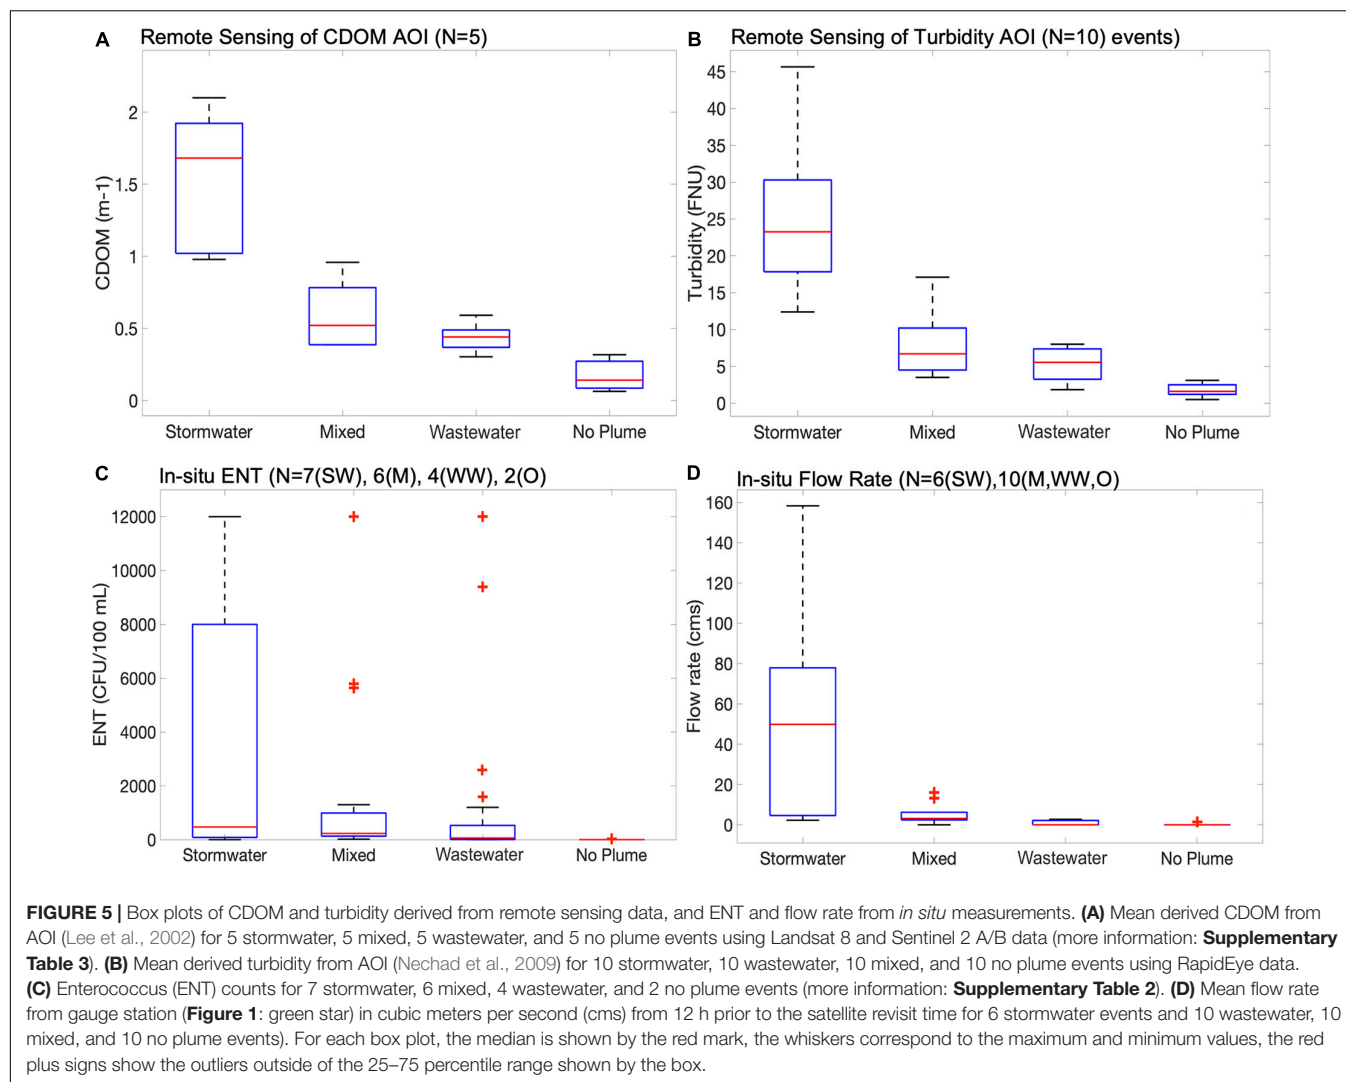 A Remote Sensing of CDOM AOI (N=5)
CDOM (m-1)
2
1.5
1
0.5
0
Stormwater Mixed Wastewater No Plume
B Remote Sensing of Turbidity AOI (N=10) events)
Turbidity (FNU)
45
40
35
30
25
20
15
10
5
0
Stormwater Mixed Wastewater No Plume
C In-situ ENT (N=7(SW), 6(M), 4(WW), 2(O)
ENT (CFU/100 mL)
12000
10000
8000
6000
4000
2000
0
Stormwater Mixed Wastewater No Plume
D In-situ Flow Rate (N=6(SW),10(M,WW,O)
Flow rate (cms)
160
140
120
100
80
60
40
20
0
Stormwater Mixed Wastewater No Plume
FIGURE 5 | Box plots of CDOM and turbidity derived from remote sensing data, and ENT and flow rate from in situ measurements. (A) Mean derived CDOM from
AOI (Lee et al., 2002) for 5 stormwater, 5 mixed, 5 wastewater, and 5 no plume events using Landsat 8 and Sentinel 2 A/B data (more information: Supplementary
Table 3). (B) Mean derived turbidity from AOI (Nechad et al., 2009) for 10 stormwater, 10 wastewater, 10 mixed, and 10 no plume events using RapidEye data.
(C) Enterococcus (ENT) counts for 7 stormwater, 6 mixed, 4 wastewater, and 2 no plume events (more information: Supplementary Table 2). (D) Mean flow rate
from gauge station (Figure 1: green star) in cubic meters per second (cms) from 12 h prior to the satellite revisit time for 6 stormwater events and 10 wastewater, 10
mixed, and 10 no plume events). For each box plot, the median is shown by the red mark, the whiskers correspond to the maximum and minimum values, the red
plus signs show the outliers outside of the 25–75 percentile range shown by the box.